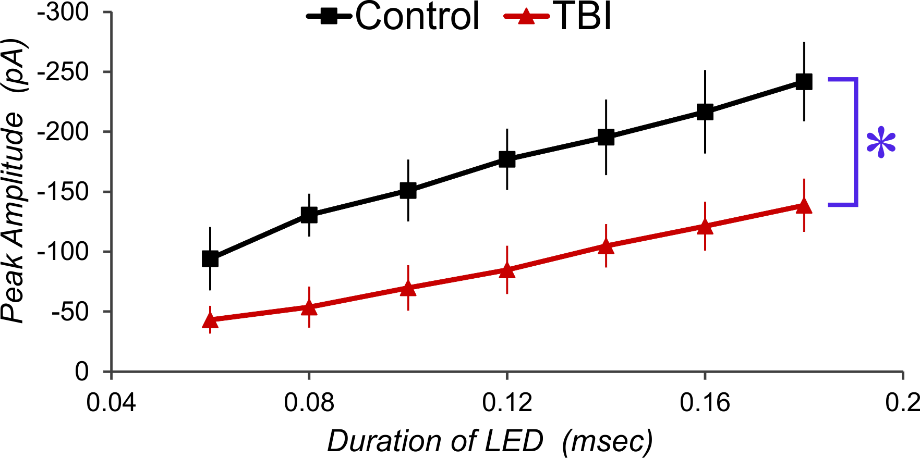 Control TBI
Peak Amplitude (pA)
-300
-250
-200
-150
-100
-50
0
*
0.04 0.08 0.12 0.16 0.2
Duration of LED (msec)